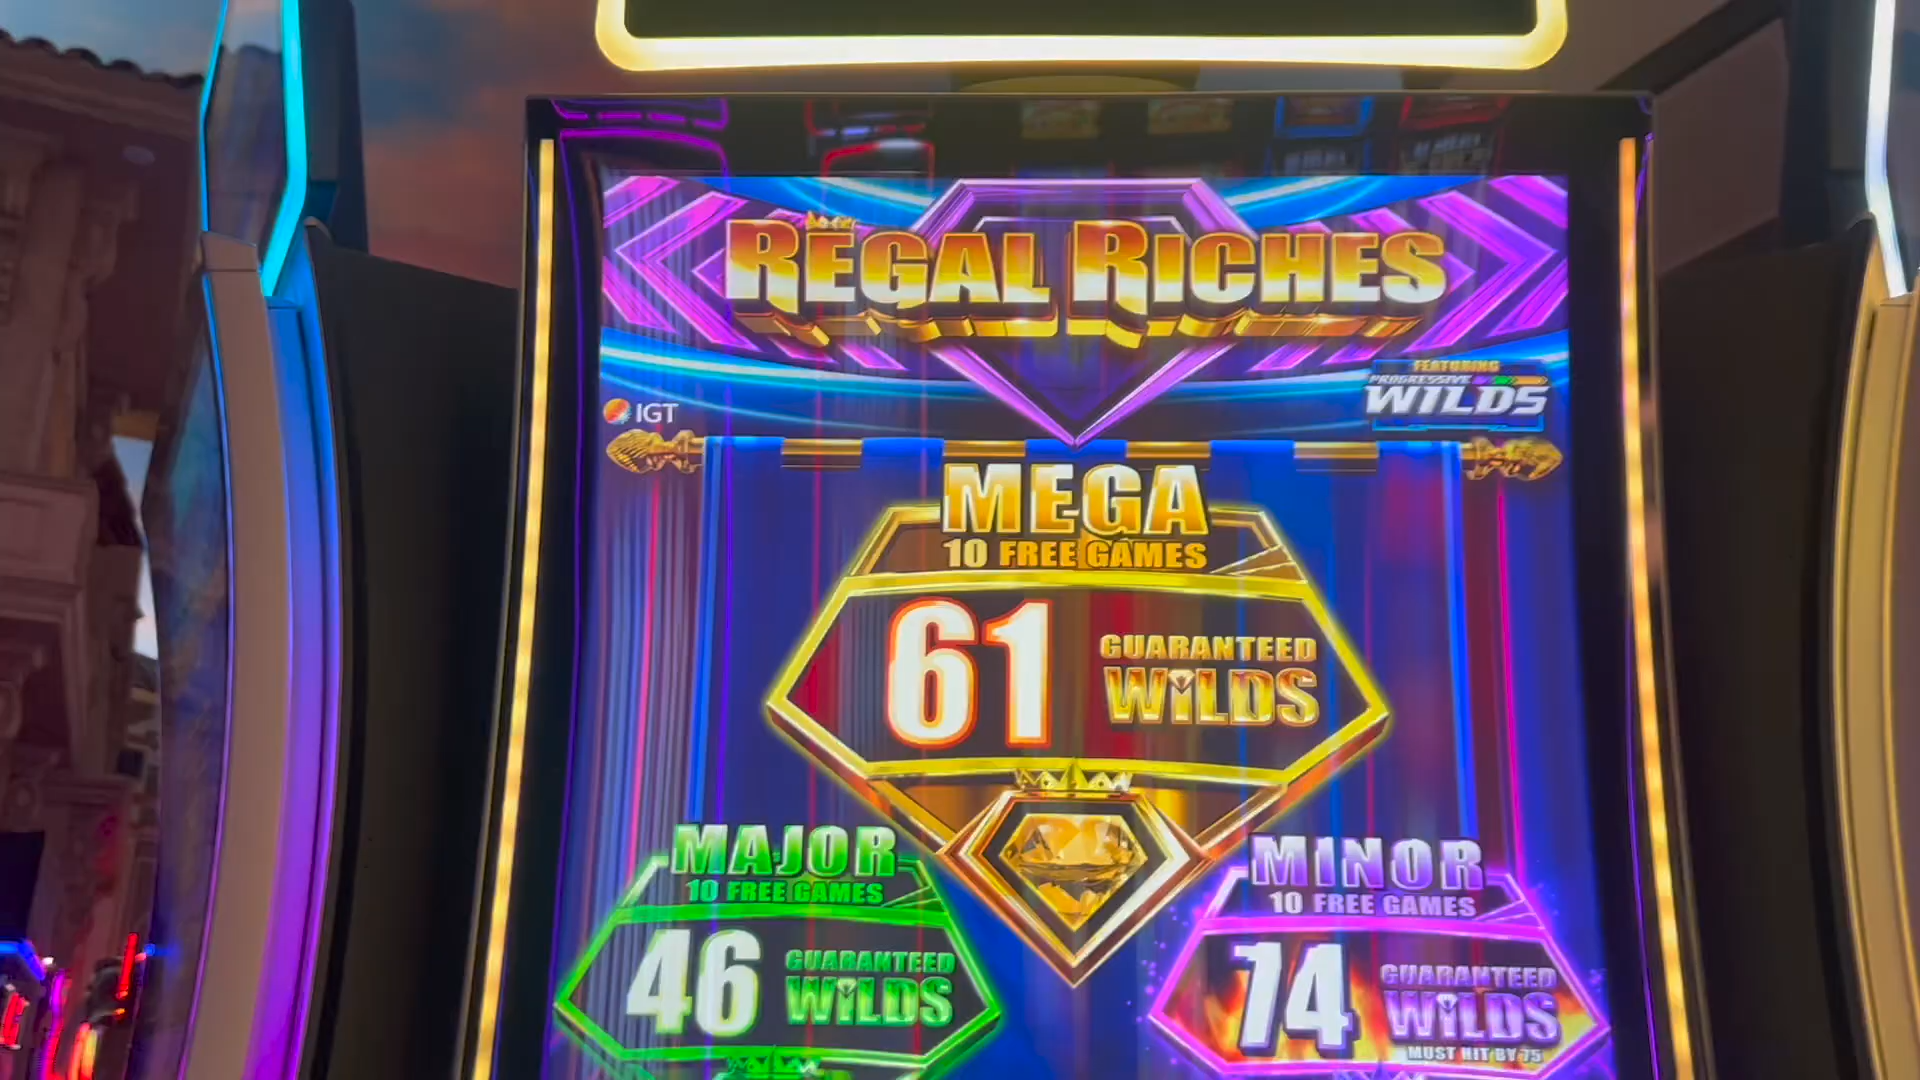 REGAL RICHES
FEATURING
PROGRESSIVE
WILDS
IGT
MEGA
10 FREE GAMES
61 GUARANTEED
WILDS
MAJOR
10 FREE GAMES
46 GUARANTEED
WILDS
MINOR
10 FREE GAMES
74 GUARANTEED
WILDS
MUST HIT BY 75